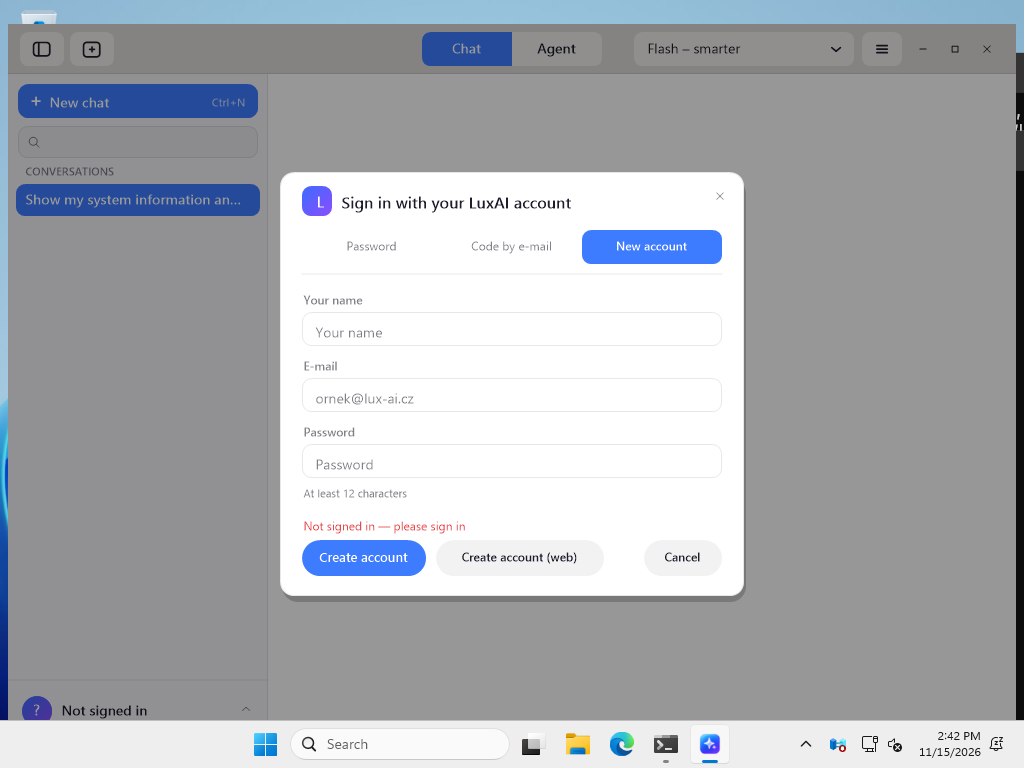 Chat
Agent
Flash – smarter
+ New chat
Ctrl+N
CONVERSATIONS
Show my system information an...
L
Sign in with your LuxAI account
Password
Code by e-mail
New account
Your name
Your name
E-mail
ornek@lux-ai.cz
Password
Password
At least 12 characters
Not signed in — please sign in
Create account
Create account (web)
Cancel
?
Not signed in
Search
2:42 PM
11/15/2026